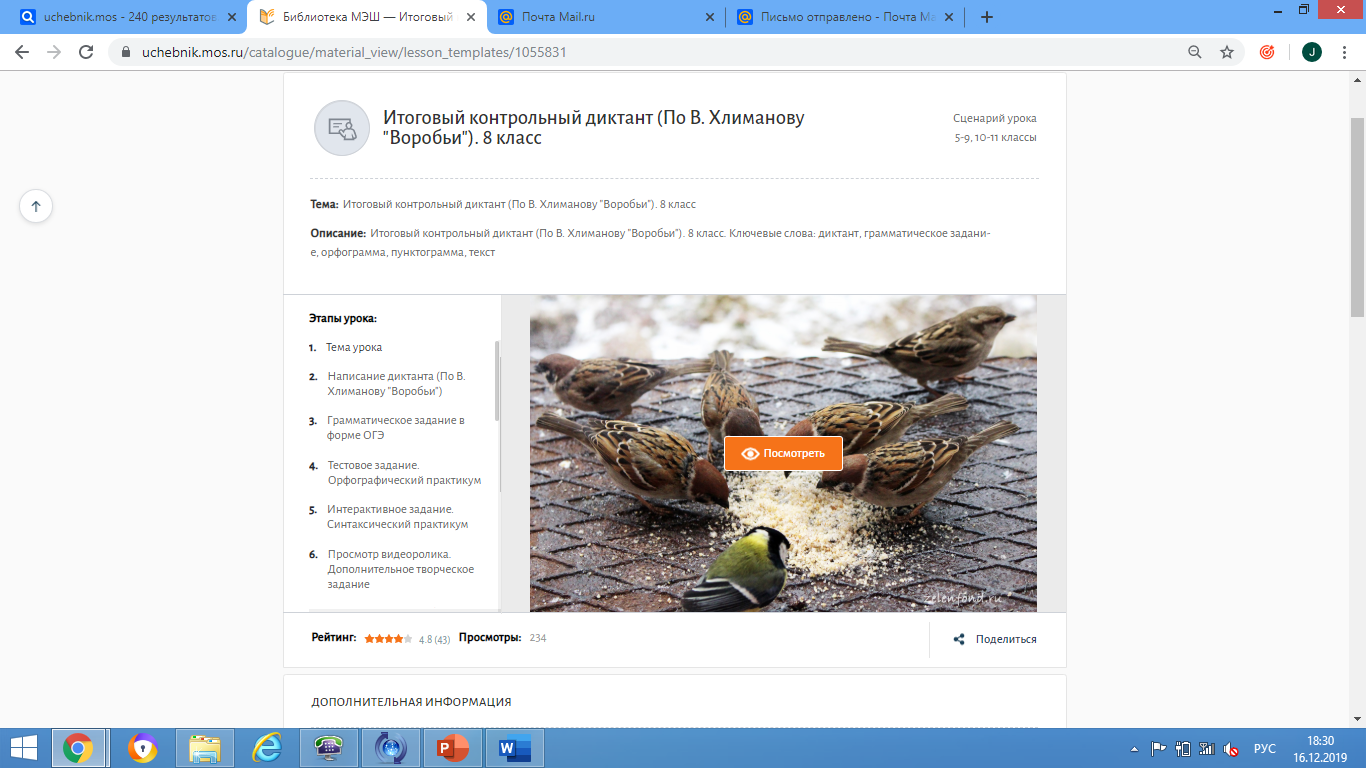 uchebnik.mos - 240 результатов
Библиотека МЭШ — Итоговый
Почта Mail.ru
Письмо отправлено - Почта Ma
uchebnik.mos.ru/catalogue/material_view/lesson_templates/1055831
J
Итоговый контрольный диктант (По В. Хлиманову
"Воробьи"). 8 класс
Сценарий урока
5-9, 10-11 классы
Тема: Итоговый контрольный диктант (По В. Хлиманову "Воробьи"). 8 класс
Описание: Итоговый контрольный диктант (По В. Хлиманову "Воробьи"). 8 класс. Ключевые слова: диктант, грамматическое задани-
е, орфограмма, пунктограмма, текст
Этапы урока:
1. Тема урока
2. Написание диктанта (По В.
Хлиманову "Воробьи")
3. Грамматическое задание в
форме ОГЭ
4. Тестовое задание.
Орфографический практикум
5. Интерактивное задание.
Синтаксический практикум
6. Просмотр видеоролика.
Дополнительное творческое
задание
Посмотреть
zelenfond.ru
Рейтинг: 4.8 (43) Просмотры: 234
Поделиться
ДОПОЛНИТЕЛЬНАЯ ИНФОРМАЦИЯ
РУС
18:30
16.12.2019